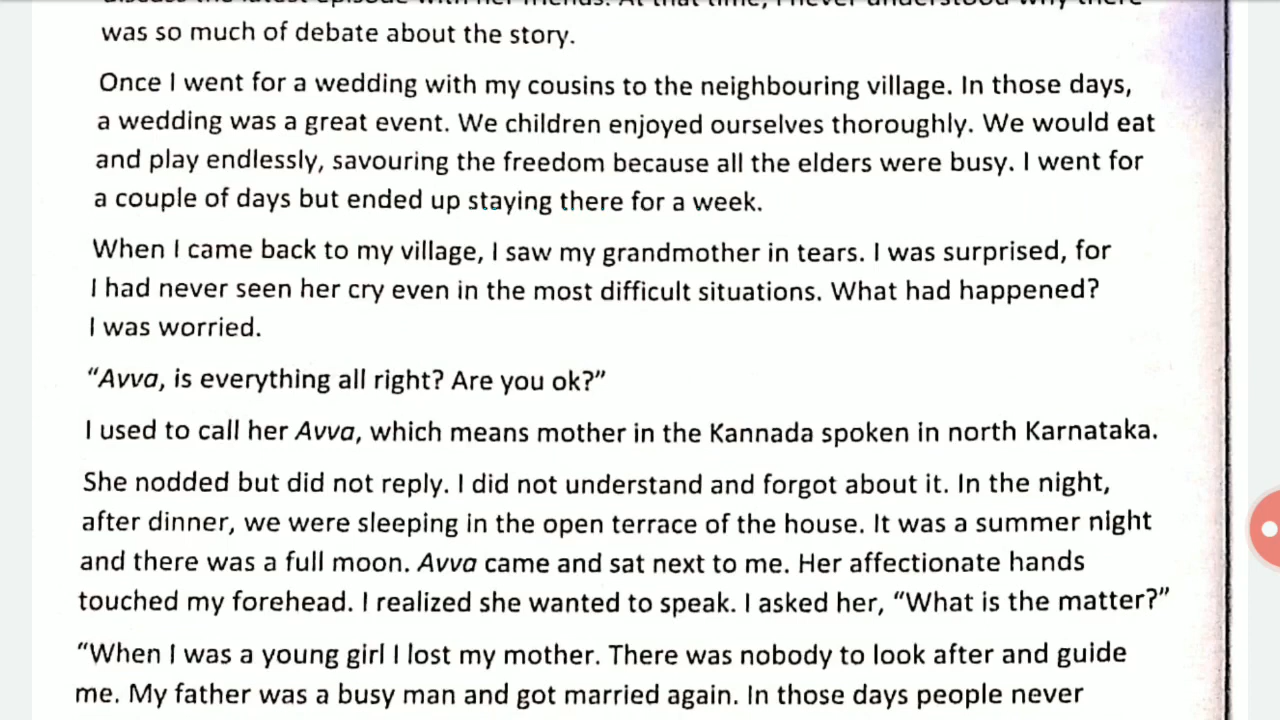 was so much of debate about the story.
Once I went for a wedding with my cousins to the neighbouring village. In those days,
a wedding was a great event. We children enjoyed ourselves thoroughly. We would eat
and play endlessly, savouring the freedom because all the elders were busy. I went for
a couple of days but ended up staying there for a week.
When I came back to my village, I saw my grandmother in tears. I was surprised, for
I had never seen her cry even in the most difficult situations. What had happened?
I was worried.
“Avva, is everything all right? Are you ok?”
I used to call her Avva, which means mother in the Kannada spoken in north Karnataka.
She nodded but did not reply. I did not understand and forgot about it. In the night,
after dinner, we were sleeping in the open terrace of the house. It was a summer night
and there was a full moon. Avva came and sat next to me. Her affectionate hands
touched my forehead. I realized she wanted to speak. I asked her, “What is the matter?”
“When I was a young girl I lost my mother. There was nobody to look after and guide
me. My father was a busy man and got married again. In those days people never